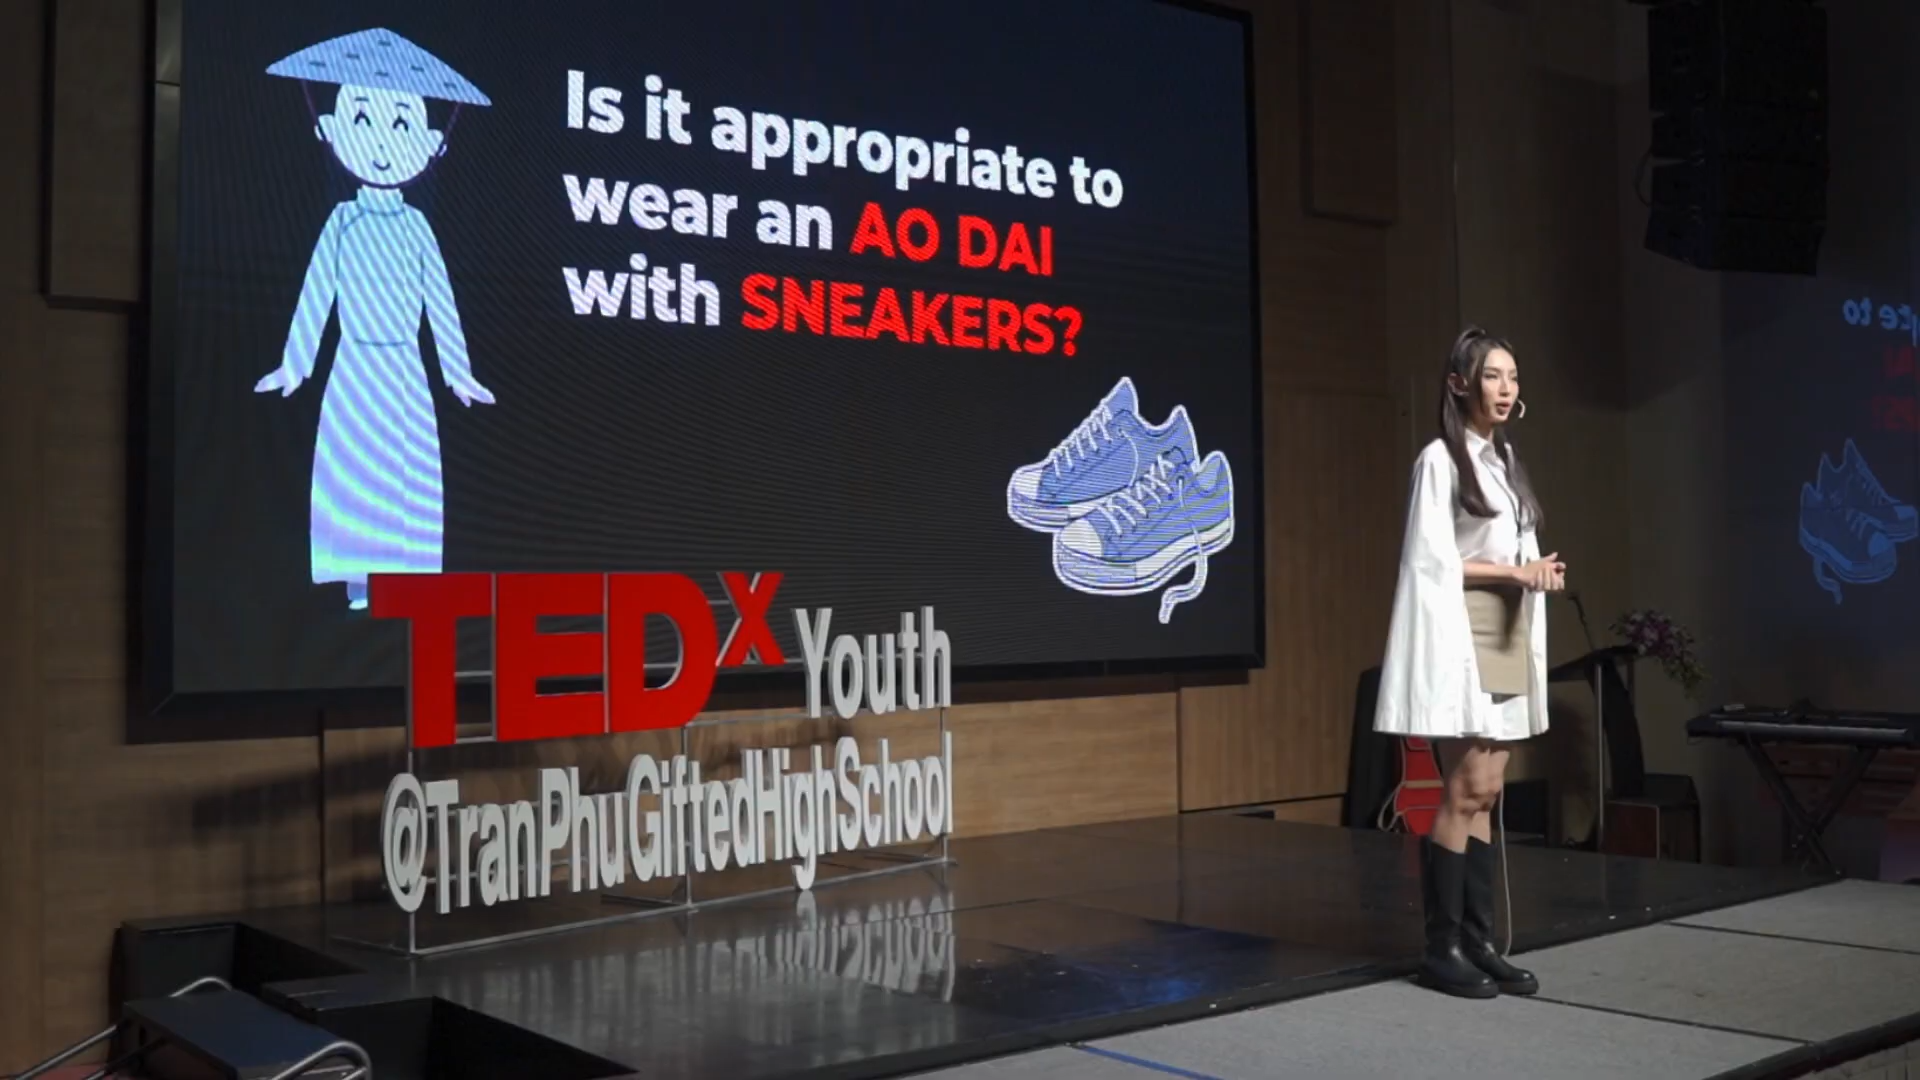 Is it appropriate to
wear an AO DAI
with SNEAKERS?
TEDx Youth
@TranPhuGiftedHighSchool